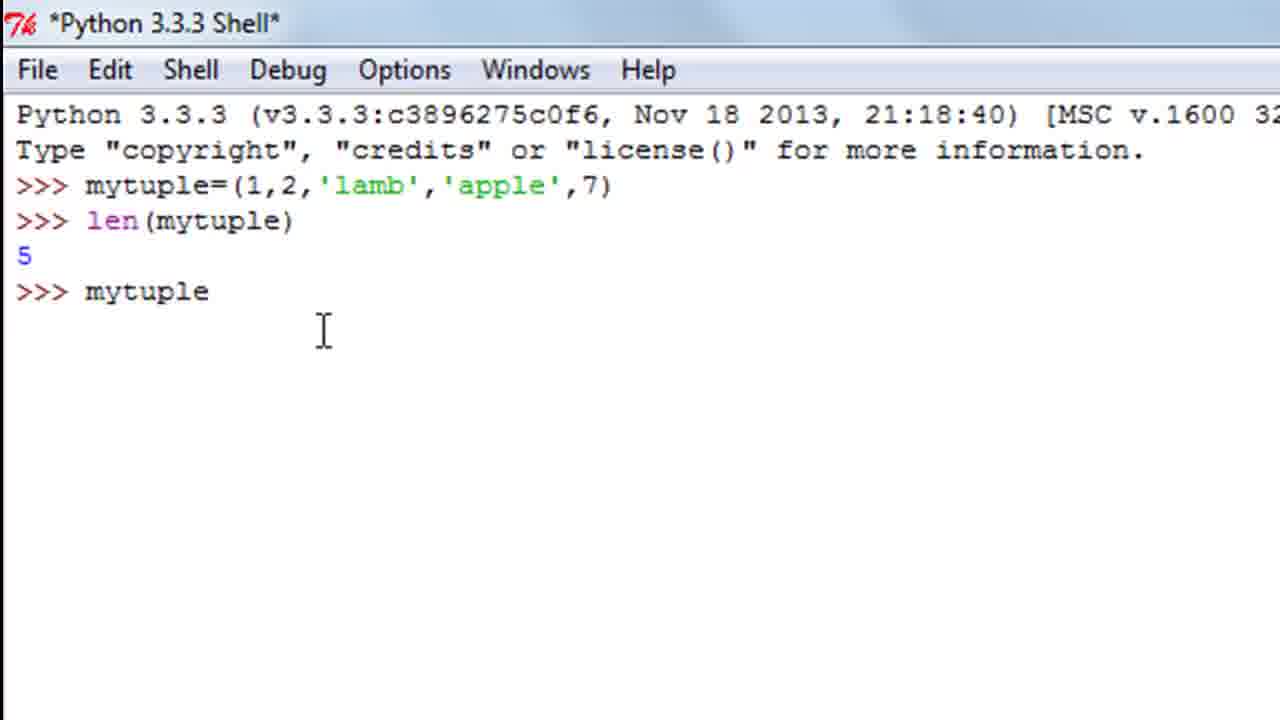 *Python 3.3.3 Shell*
File Edit Shell Debug Options Windows Help
Python 3.3.3 (v3.3.3:c3896275c0f6, Nov 18 2013, 21:18:40) [MSC v.1600 32
Type "copyright", "credits" or "license()" for more information.
>>> mytuple=(1,2,'lamb','apple',7)
>>> len(mytuple)
5
>>> mytuple